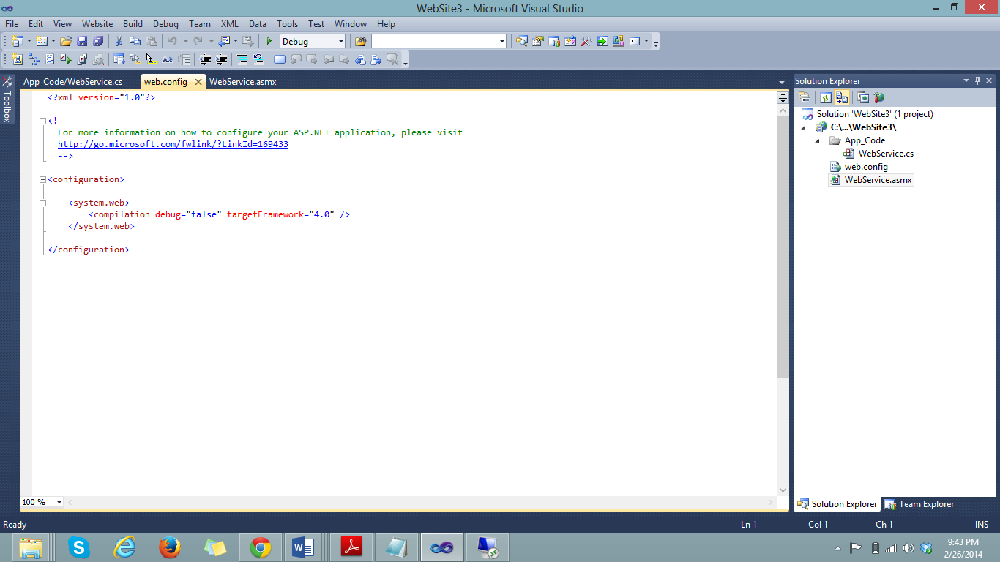 WebSite3 - Microsoft Visual Studio
File Edit View Website Build Debug Team XML Data Tools Test Window Help
Debug
Toolbox
App_Code/WebService.cs web.config WebService.asmx
<?xml version="1.0"?>
<!--
For more information on how to configure your ASP.NET application, please visit
http://go.microsoft.com/fwlink/?LinkId=169433
-->
<configuration>
<system.web>
<compilation debug="false" targetFramework="4.0" />
</system.web>
</configuration>
100 %
Solution Explorer
Solution 'WebSite3' (1 project)
C:\...\WebSite3\
App_Code
WebService.cs
web.config
WebService.asmx
Solution Explorer Team Explorer
Ready Ln 1 Col 1 Ch 1 INS
9:43 PM
2/26/2014